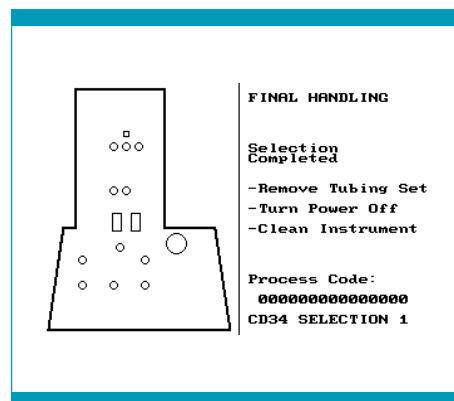 FINAL HANDLING
Selection
Completed
-Remove Tubing Set
-Turn Power Off
-Clean Instrument
Process Code:
000000000000000
CD34 SELECTION 1